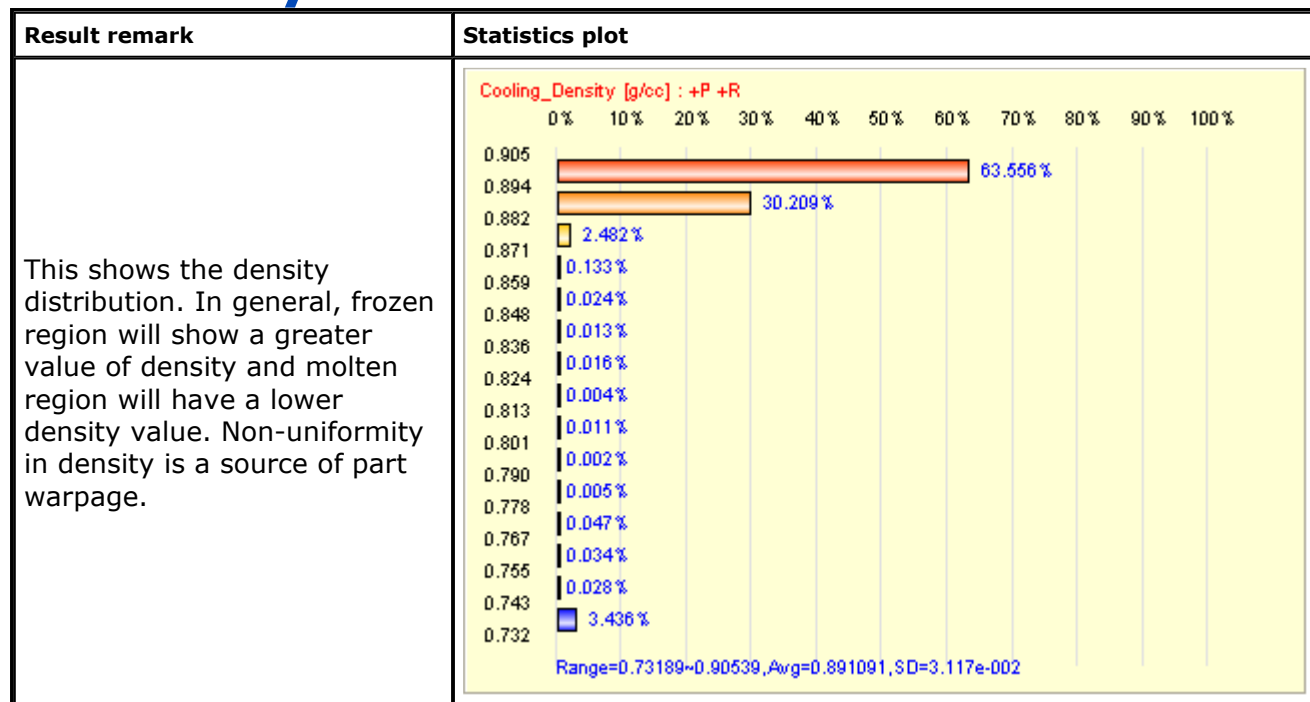 Result remark
Statistics plot
This shows the density
distribution. In general, frozen
region will show a greater
value of density and molten
region will have a lower
density value. Non-uniformity
in density is a source of part
warpage.
Cooling_Density [g/cc] : +P +R
0% 10% 20% 30% 40% 50% 60% 70% 80% 90% 100%
0.905
63.556%
0.894
30.209%
0.882
2.482%
0.871
0.133%
0.859
0.024%
0.848
0.013%
0.836
0.016%
0.824
0.004%
0.813
0.011%
0.801
0.002%
0.790
0.005%
0.778
0.047%
0.767
0.034%
0.755
0.028%
0.743
3.436%
0.732
Range=0.73189~0.90539,Avg=0.891091,SD=3.117e-002